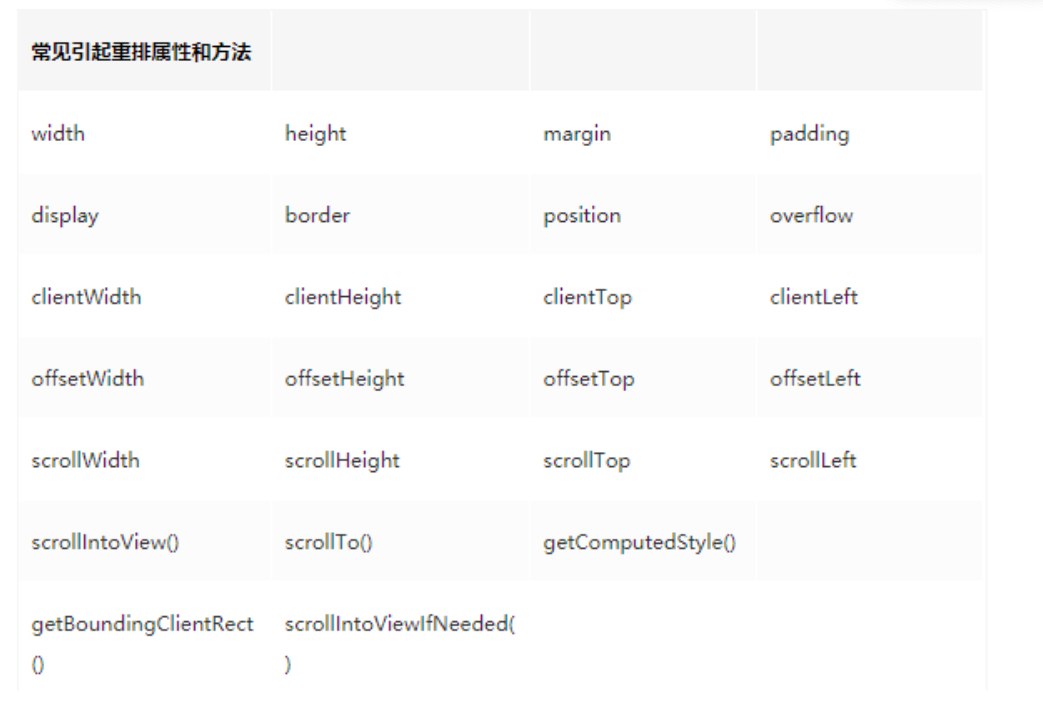 常见引起重排属性和方法
width height margin padding
display border position overflow
clientWidth clientHeight clientTop clientLeft
offsetWidth offsetHeight offsetTop offsetLeft
scrollWidth scrollHeight scrollTop scrollLeft
scrollIntoView() scrollTo() getComputedStyle()
getBoundingClientRect scrollIntoViewIfNeeded(
() )